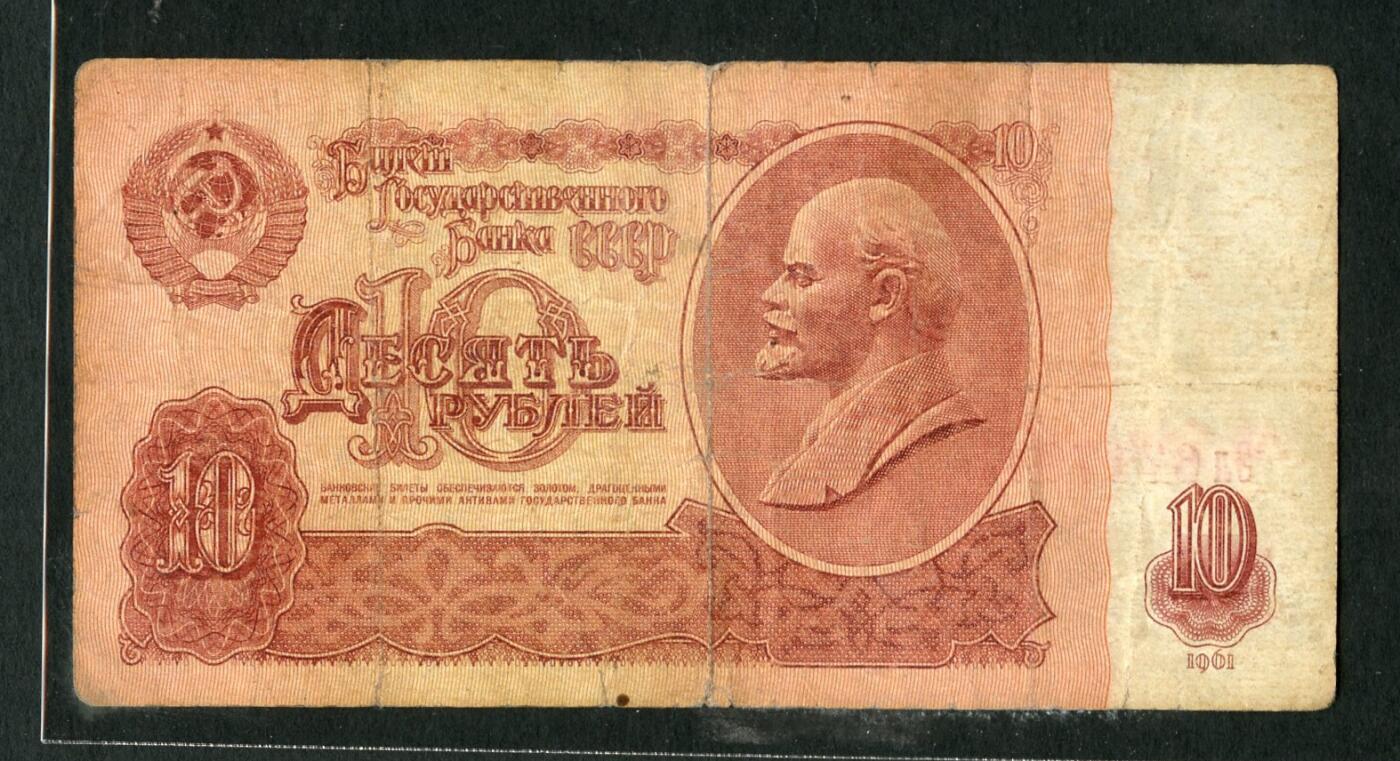 Билет
Государственного
Банка СССР
10
10
Десять
рублей
БАНКОВСКИЕ БИЛЕТЫ ОБЕСПЕЧИВАЮТСЯ ЗОЛОТОМ, ДРАГОЦЕННЫМИ
МЕТАЛЛАМИ И ПРОЧИМИ АКТИВАМИ ГОСУДАРСТВЕННОГО БАНКА
10
10
1961